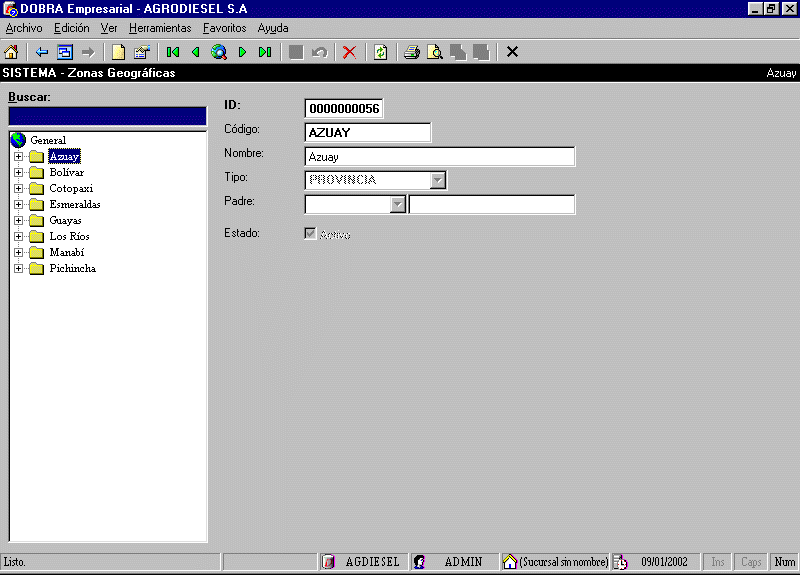 DOBRA Empresarial - AGRODIESEL S.A
Archivo Edición Ver Herramientas Favoritos Ayuda
SISTEMA - Zonas Geográficas Azuay
Buscar:
General
Azuay
Bolívar
Cotopaxi
Esmeraldas
Guayas
Los Ríos
Manabí
Pichincha
ID: 0000000056
Código: AZUAY
Nombre: Azuay
Tipo: PROVINCIA
Padre:
Estado: Activo
Listo. AGDIESEL ADMIN (Sucursal sin nombre) 09/01/2002 Ins Caps Num